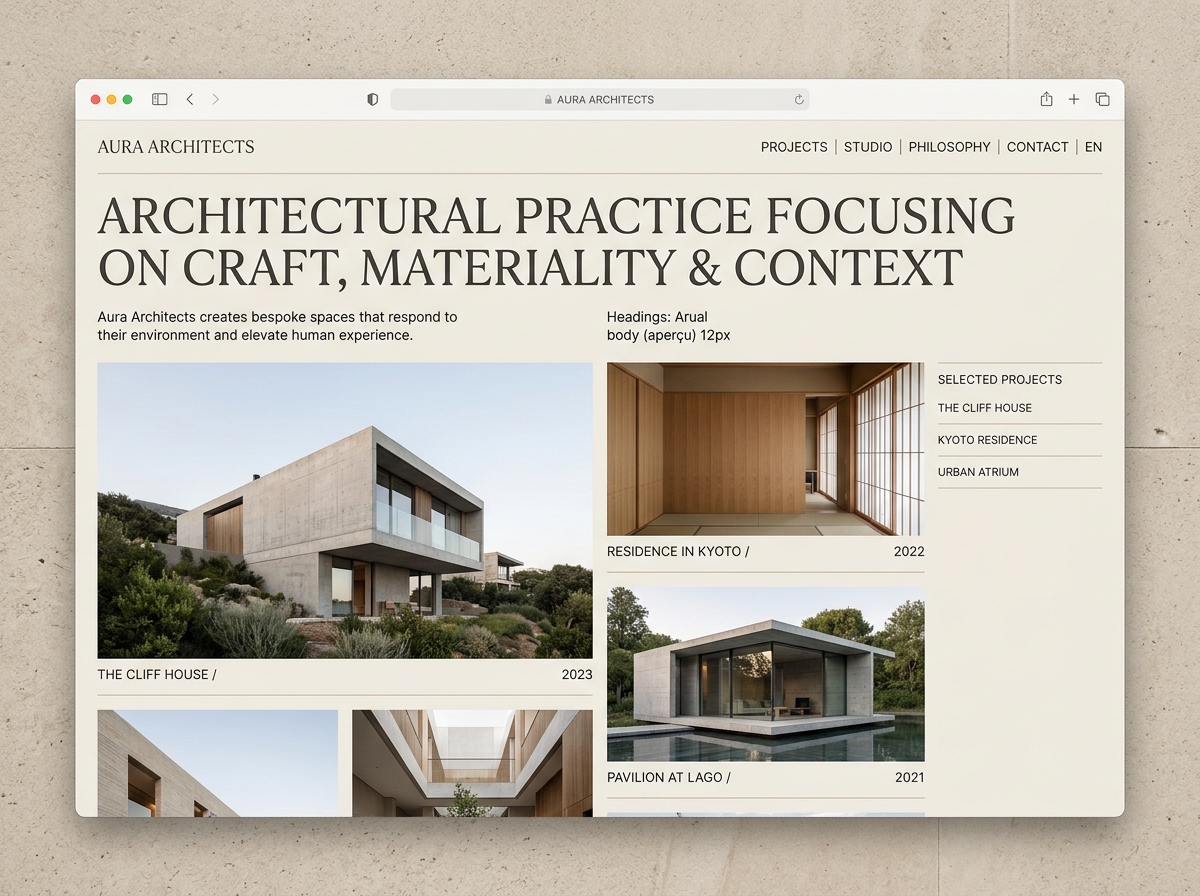 AURA ARCHITECTS
AURA ARCHITECTS
PROJECTS | STUDIO | PHILOSOPHY | CONTACT | EN
ARCHITECTURAL PRACTICE FOCUSING
ON CRAFT, MATERIALITY & CONTEXT
Aura Architects creates bespoke spaces that respond to
their environment and elevate human experience.
Headings: Arual
body (aperçu) 12px
THE CLIFF HOUSE /
2023
RESIDENCE IN KYOTO /
2022
PAVILION AT LAGO /
2021
SELECTED PROJECTS
THE CLIFF HOUSE
KYOTO RESIDENCE
URBAN ATRIUM